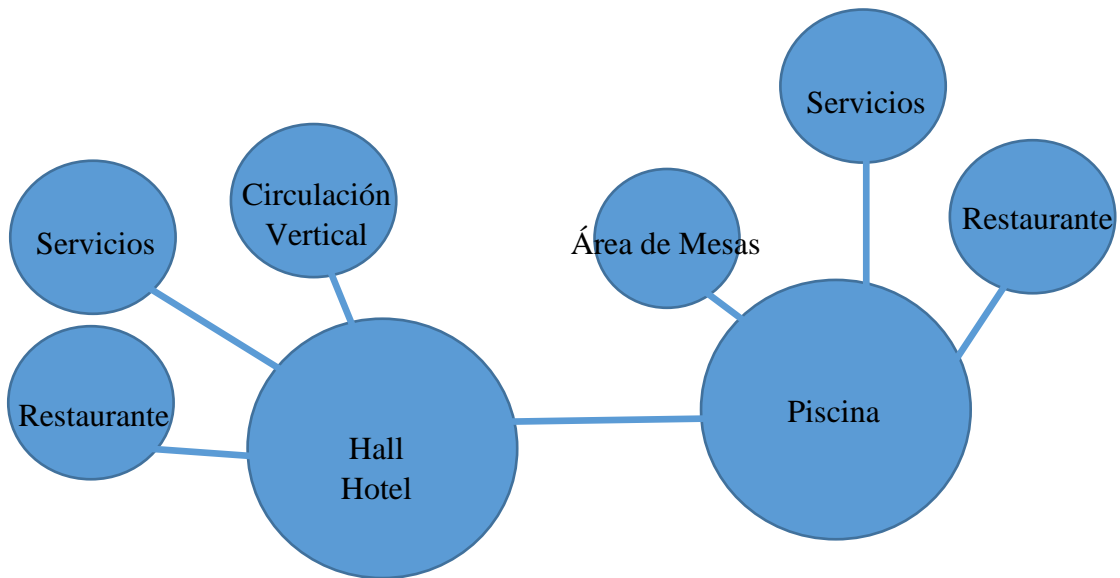 Servicios
Circulación
Vertical
Servicios
Restaurante
Área de Mesas
Restaurante
Piscina
Hall
Hotel